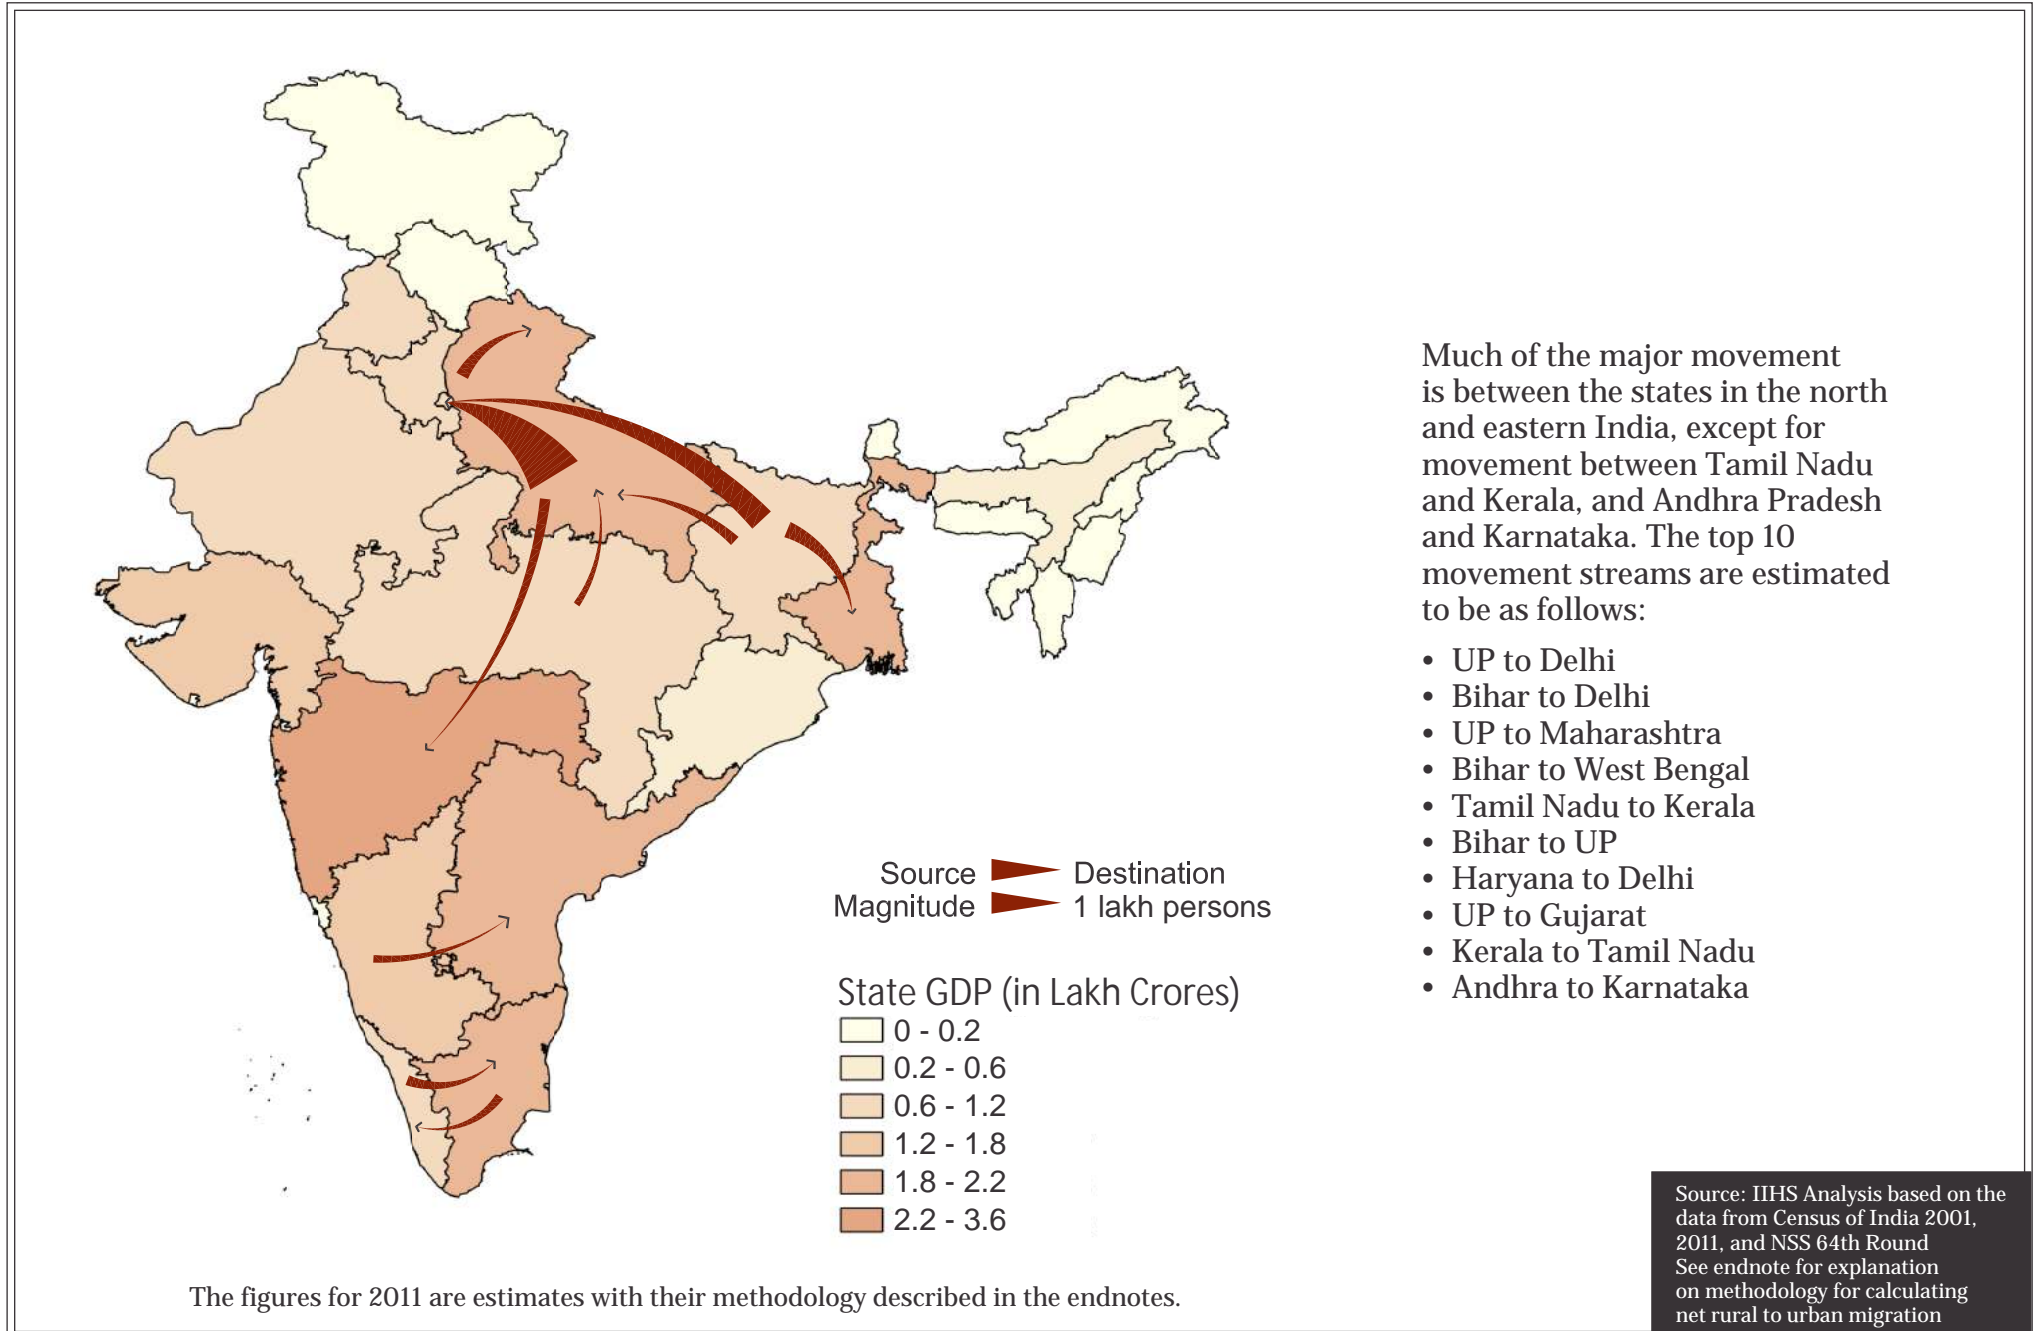 Much of the major movement
is between the states in the north
and eastern India, except for
movement between Tamil Nadu
and Kerala, and Andhra Pradesh
and Karnataka. The top 10
movement streams are estimated
to be as follows:
• UP to Delhi
• Bihar to Delhi
• UP to Maharashtra
• Bihar to West Bengal
• Tamil Nadu to Kerala
• Bihar to UP
• Haryana to Delhi
• UP to Gujarat
• Kerala to Tamil Nadu
• Andhra to Karnataka
Source Destination
Magnitude 1 lakh persons
State GDP (in Lakh Crores)
0 - 0.2
0.2 - 0.6
0.6 - 1.2
1.2 - 1.8
1.8 - 2.2
2.2 - 3.6
The figures for 2011 are estimates with their methodology described in the endnotes.
Source: IIHS Analysis based on the
data from Census of India 2001,
2011, and NSS 64th Round
See endnote for explanation
on methodology for calculating
net rural to urban migration